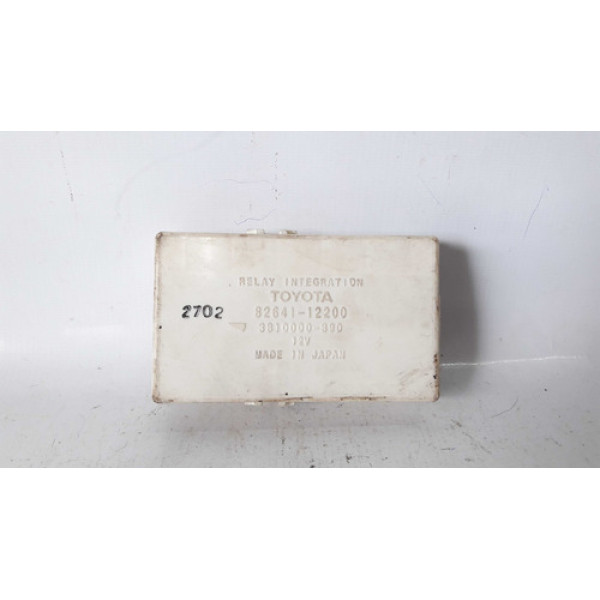 RELAY INTEGRATION
TOYOTA
82641-12200
2702
12V
MADE IN JAPAN